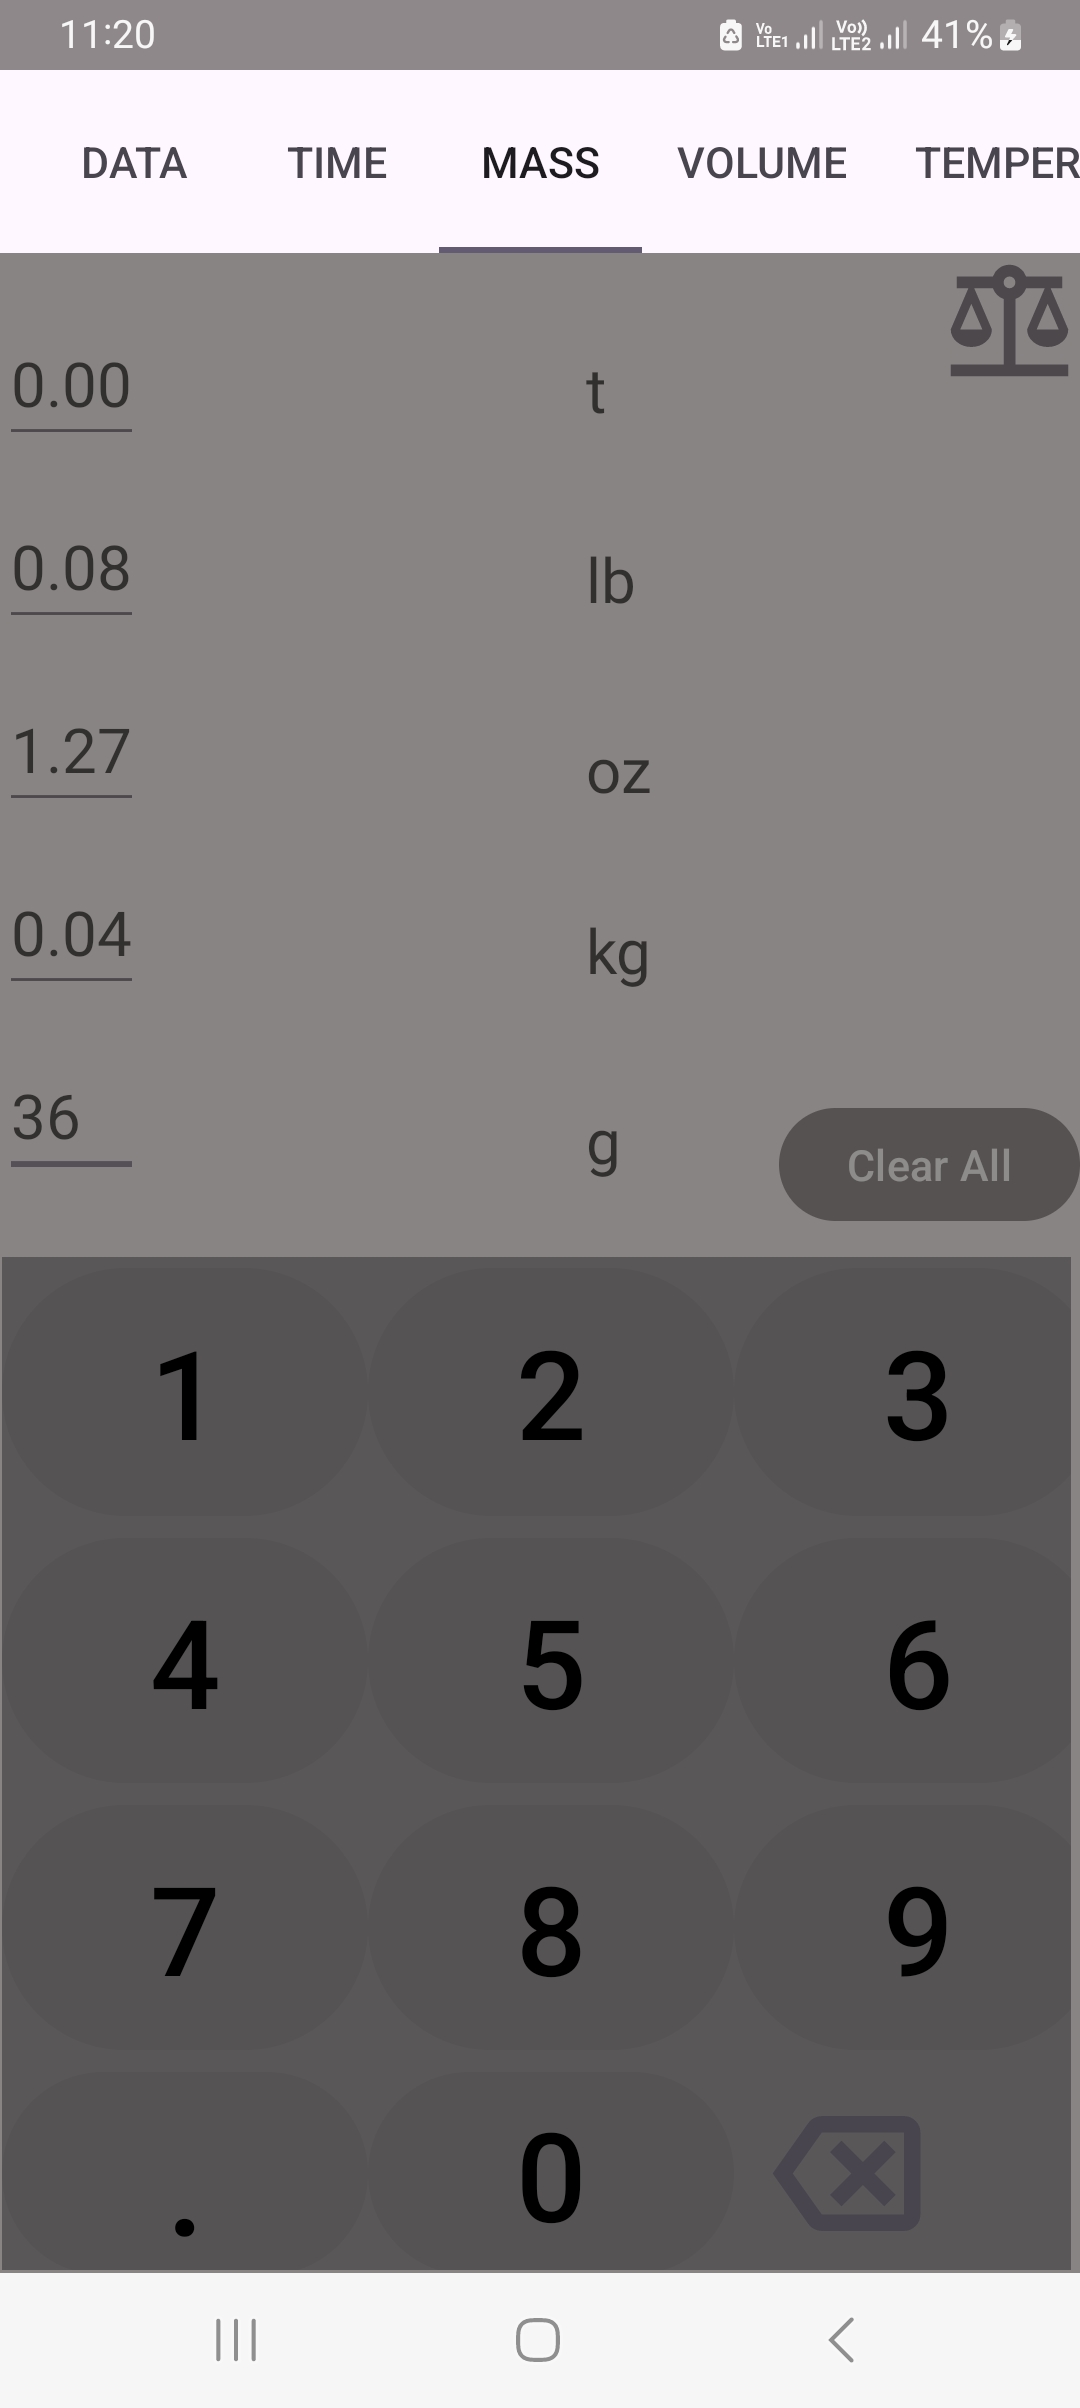 11:20 Vo LTE1 Vo)) LTE2 41%
DATA TIME MASS VOLUME TEMPER
0.00 t
0.08 lb
1.27 oz
0.04 kg
36 g
Clear All
1 2 3
4 5 6
7 8 9
. 0